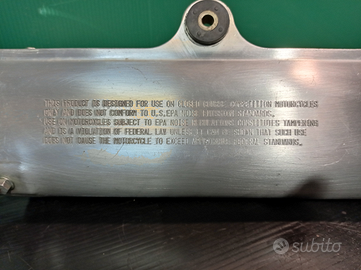 THIS PRODUCT IS DESIGNED FOR USE ON CLOSED COURSE COMPETITION MOTORCYCLES
ONLY AND DOES NOT CONFORM TO U.S.EPA NOISE EMISSION STANDARDS.
USE ON MOTORCYCLES SUBJECT TO EPA NOISE REGULATIONS CONSTITUTES TAMPERING
AND IS A VIOLATION OF FEDERAL LAW UNLESS IT CAN BE SHOWN THAT SUCH USE
DOES NOT CAUSE THE MOTORCYCLE TO EXCEED APPLICABLE FEDERAL STANDARDS.
subito